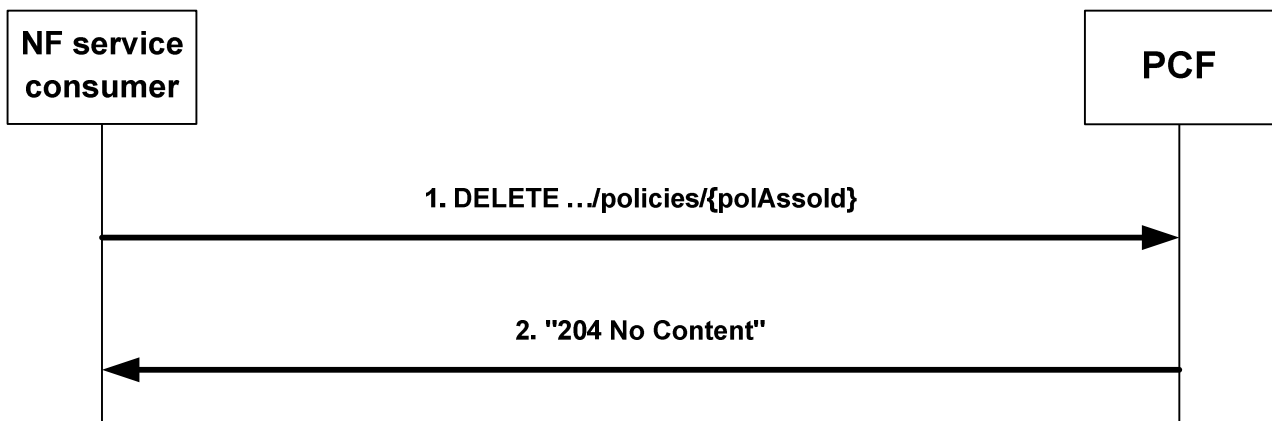 NF service
consumer
PCF
1. DELETE …/policies/{polAssoId}
2. "204 No Content"